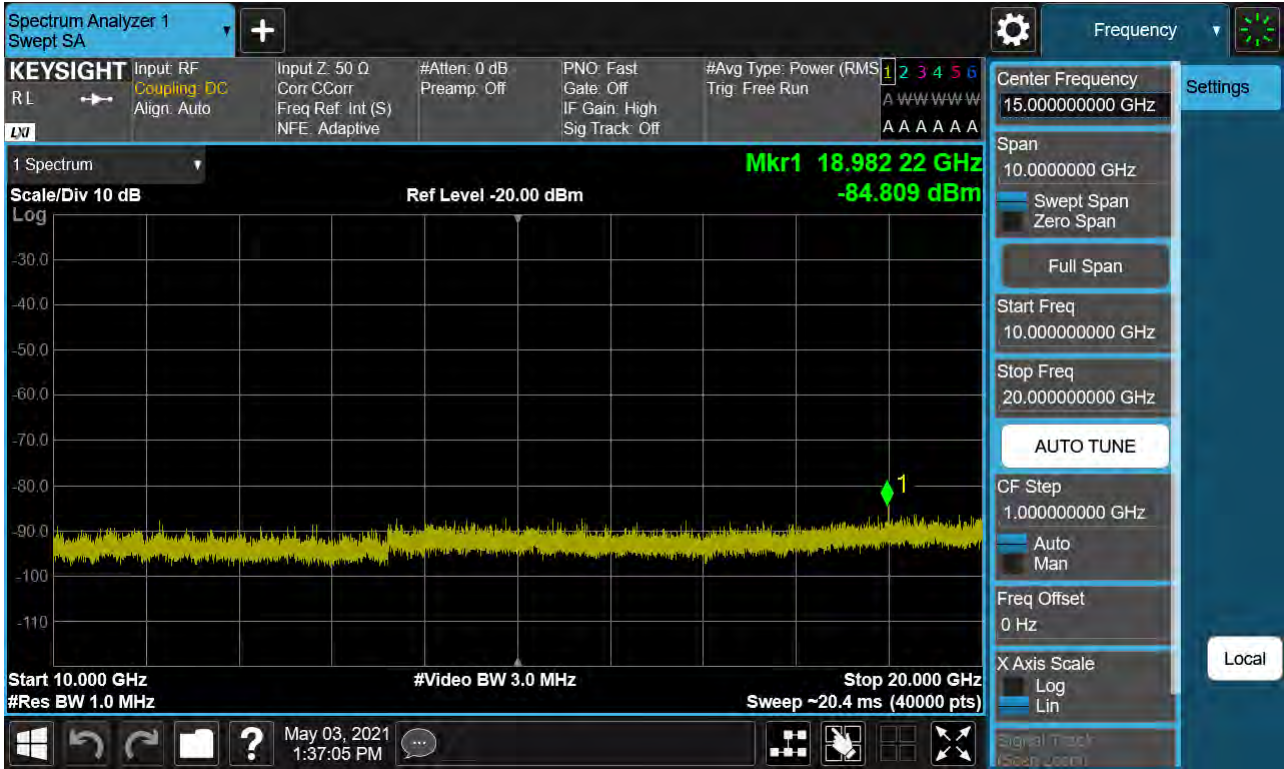 Spectrum Analyzer 1
Swept SA
Frequency
KEYSIGHT
R L
LXI
Input: RF
Coupling: DC
Align: Auto
Input Z: 50 Ω
Corr CCorr
Freq Ref: Int (S)
NFE: Adaptive
#Atten: 0 dB
Preamp: Off
PNO: Fast
Gate: Off
IF Gain: High
Sig Track: Off
#Avg Type: Power (RMS
Trig: Free Run
1 2 3 4 5 6
A W W W W W
A A A A A A
1 Spectrum
Scale/Div 10 dB
Log
Ref Level -20.00 dBm
Mkr1 18.982 22 GHz
-84.809 dBm
-30.0
-40.0
-50.0
-60.0
-70.0
-80.0
-90.0
-100
-110
1
Start 10.000 GHz
#Res BW 1.0 MHz
#Video BW 3.0 MHz
Stop 20.000 GHz
Sweep ~20.4 ms (40000 pts)
May 03, 2021
1:37:05 PM
Center Frequency
15.000000000 GHz
Span
10.0000000 GHz
Swept Span
Zero Span
Full Span
Start Freq
10.000000000 GHz
Stop Freq
20.000000000 GHz
AUTO TUNE
CF Step
1.000000000 GHz
Auto
Man
Freq Offset
0 Hz
X Axis Scale
Log
Lin
Signal Track
(Span Zoom)
Settings
Local